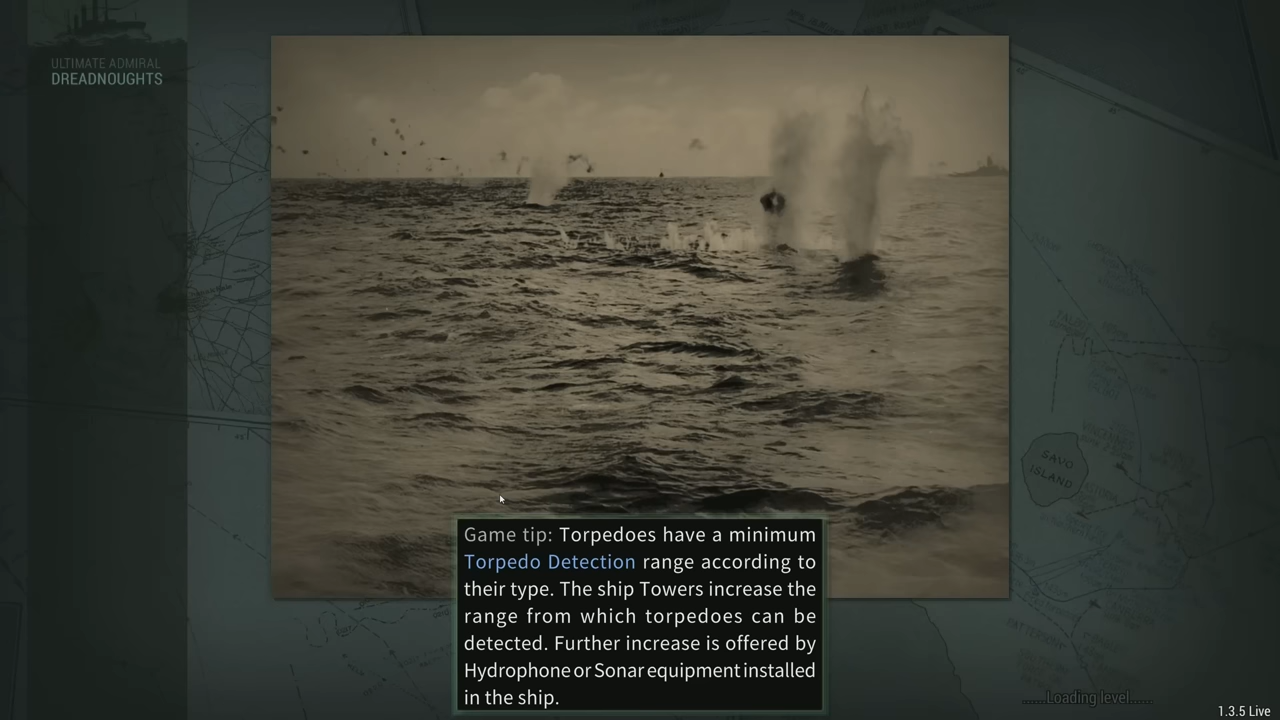 ULTIMATE ADMIRAL
DREADNOUGHTS
SAVO
ISLAND
Game tip: Torpedoes have a minimum
Torpedo Detection range according to
their type. The ship Towers increase the
range from which torpedoes can be
detected. Further increase is offered by
Hydrophone or Sonar equipment installed
in the ship.
......Loading level......
1.3.5 Live